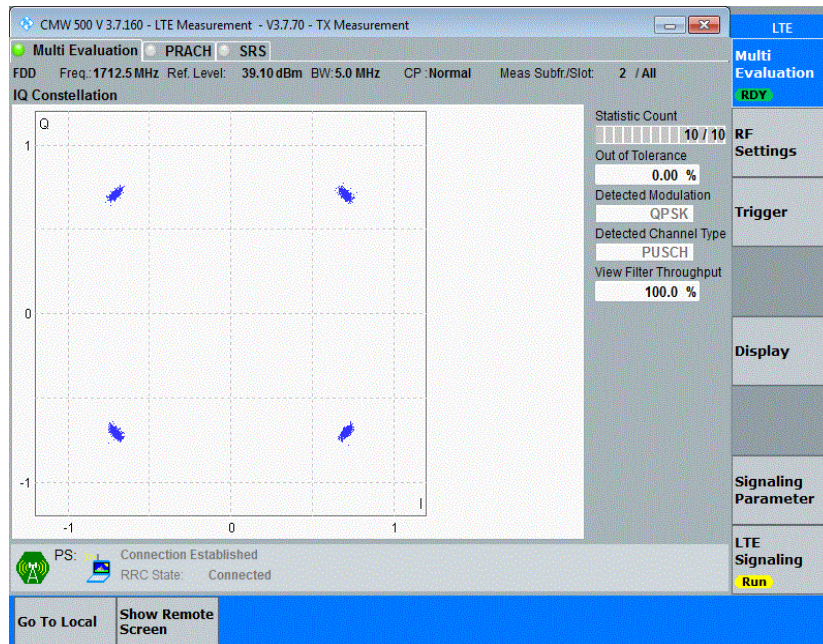 CMW 500 V 3.7.160 - LTE Measurement - V3.7.70 - TX Measurement
LTE
Multi Evaluation PRACH SRS
Multi
Evaluation
RDY
FDD Freq.: 1712.5 MHz Ref. Level: 39.10 dBm BW: 5.0 MHz CP : Normal Meas Subfr./Slot: 2 / All
IQ Constellation
Q
1
0
-1
-1 0 1
I
Statistic Count
10 / 10
Out of Tolerance
0.00 %
Detected Modulation
QPSK
Detected Channel Type
PUSCH
View Filter Throughput
100.0 %
RF
Settings
Trigger
Display
Signaling
Parameter
LTE
Signaling
Run
PS: Connection Established
RRC State: Connected
Go To Local
Show Remote
Screen